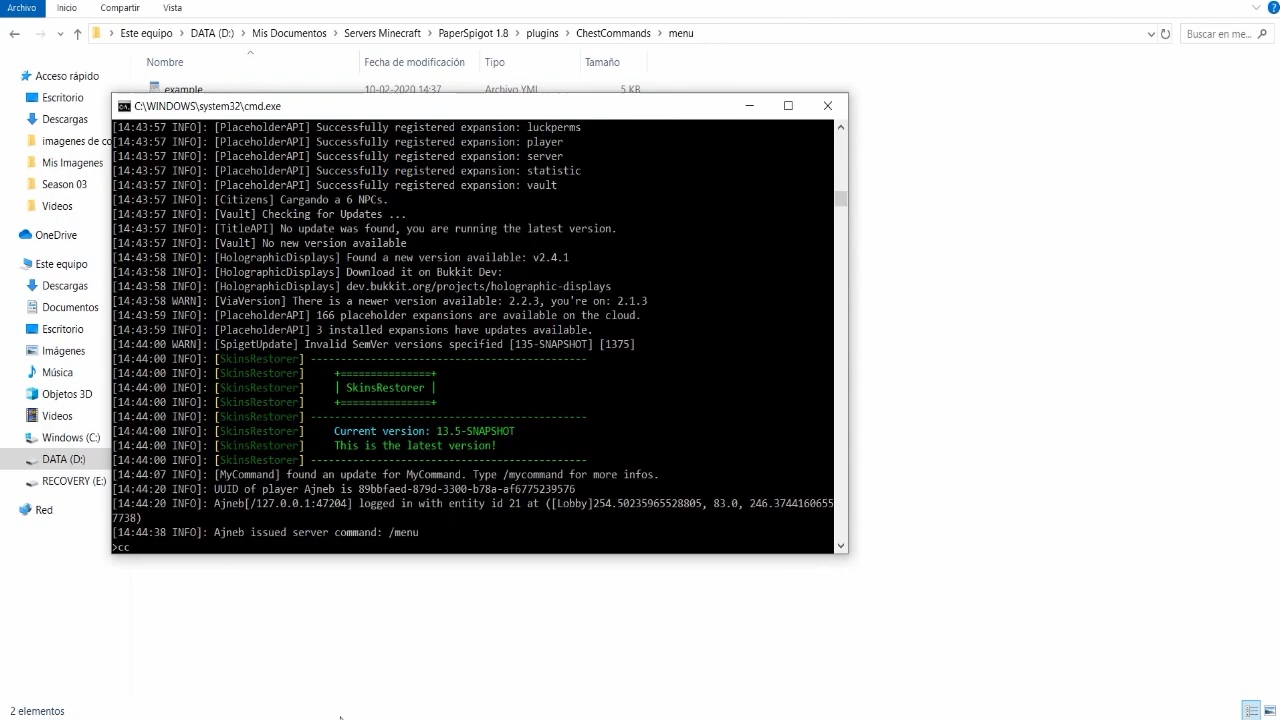 Archivo Inicio Compartir Vista
Este equipo DATA (D:) Mis Documentos Servers Minecraft PaperSpigot 1.8 plugins ChestCommands menu
Buscar en me...
Nombre Fecha de modificación Tipo Tamaño
example 10-02-2020 14:37 Archivo YML 5 KB
Acceso rápido
Escritorio
Descargas
imagenes de co
Mis Imagenes
Season 03
Videos
OneDrive
Este equipo
Descargas
Documentos
Escritorio
Imágenes
Música
Objetos 3D
Videos
Windows (C:)
DATA (D:)
RECOVERY (E:)
Red
C:\WINDOWS\system32\cmd.exe
[14:43:57 INFO]: [PlaceholderAPI] Successfully registered expansion: luckperms
[14:43:57 INFO]: [PlaceholderAPI] Successfully registered expansion: player
[14:43:57 INFO]: [PlaceholderAPI] Successfully registered expansion: server
[14:43:57 INFO]: [PlaceholderAPI] Successfully registered expansion: statistic
[14:43:57 INFO]: [PlaceholderAPI] Successfully registered expansion: vault
[14:43:57 INFO]: [Citizens] Cargando a 6 NPCs.
[14:43:57 INFO]: [Vault] Checking for Updates ...
[14:43:57 INFO]: [TitleAPI] No update was found, you are running the latest version.
[14:43:57 INFO]: [Vault] No new version available
[14:43:58 INFO]: [HolographicDisplays] Found a new version available: v2.4.1
[14:43:58 INFO]: [HolographicDisplays] Download it on Bukkit Dev:
[14:43:58 INFO]: [HolographicDisplays] dev.bukkit.org/projects/holographic-displays
[14:43:58 WARN]: [ViaVersion] There is a newer version available: 2.2.3, you're on: 2.1.3
[14:43:59 INFO]: [PlaceholderAPI] 166 placeholder expansions are available on the cloud.
[14:43:59 INFO]: [PlaceholderAPI] 3 installed expansions have updates available.
[14:44:00 WARN]: [SpigetUpdate] Invalid SemVer versions specified [135-SNAPSHOT] [1375]
[14:44:00 INFO]: [SkinsRestorer] ----------------------------------------------
[14:44:00 INFO]: [SkinsRestorer]     +===============+
[14:44:00 INFO]: [SkinsRestorer]     | SkinsRestorer |
[14:44:00 INFO]: [SkinsRestorer]     +===============+
[14:44:00 INFO]: [SkinsRestorer] ----------------------------------------------
[14:44:00 INFO]: [SkinsRestorer]     Current version: 13.5-SNAPSHOT
[14:44:00 INFO]: [SkinsRestorer]     This is the latest version!
[14:44:00 INFO]: [SkinsRestorer] ----------------------------------------------
[14:44:07 INFO]: [MyCommand] found an update for MyCommand. Type /mycommand for more infos.
[14:44:20 INFO]: UUID of player Ajneb is 89bbfaed-879d-3300-b78a-af6775239576
[14:44:20 INFO]: Ajneb[/127.0.0.1:47204] logged in with entity id 21 at ([Lobby]254.50235965528805, 83.0, 246.3744160655
7738)
[14:44:38 INFO]: Ajneb issued server command: /menu
>cc
2 elementos